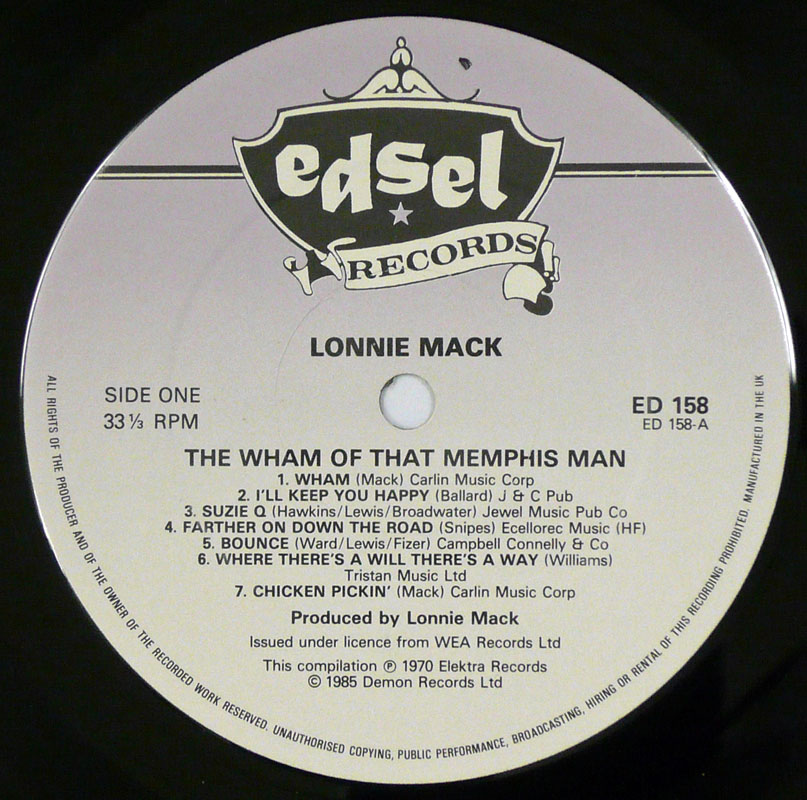 edsel
RECORDS
LONNIE MACK
SIDE ONE
33⅓ RPM
ED 158
ED 158-A
THE WHAM OF THAT MEMPHIS MAN
1. WHAM (Mack) Carlin Music Corp
2. I'LL KEEP YOU HAPPY (Ballard) J & C Pub
3. SUZIE Q (Hawkins/Lewis/Broadwater) Jewel Music Pub Co
4. FARTHER ON DOWN THE ROAD (Snipes) Ecellorec Music (HF)
5. BOUNCE (Ward/Lewis/Fizer) Campbell Connelly & Co
6. WHERE THERE'S A WILL THERE'S A WAY (Williams)
Tristan Music Ltd
7. CHICKEN PICKIN' (Mack) Carlin Music Corp
Produced by Lonnie Mack
Issued under licence from WEA Records Ltd
This compilation ℗ 1970 Elektra Records
© 1985 Demon Records Ltd
ALL RIGHTS OF THE PRODUCER AND OF THE OWNER OF THE RECORDED WORK RESERVED. UNAUTHORISED COPYING, PUBLIC PERFORMANCE, BROADCASTING, HIRING OR RENTAL OF THIS RECORDING PROHIBITED. MANUFACTURED IN THE UK